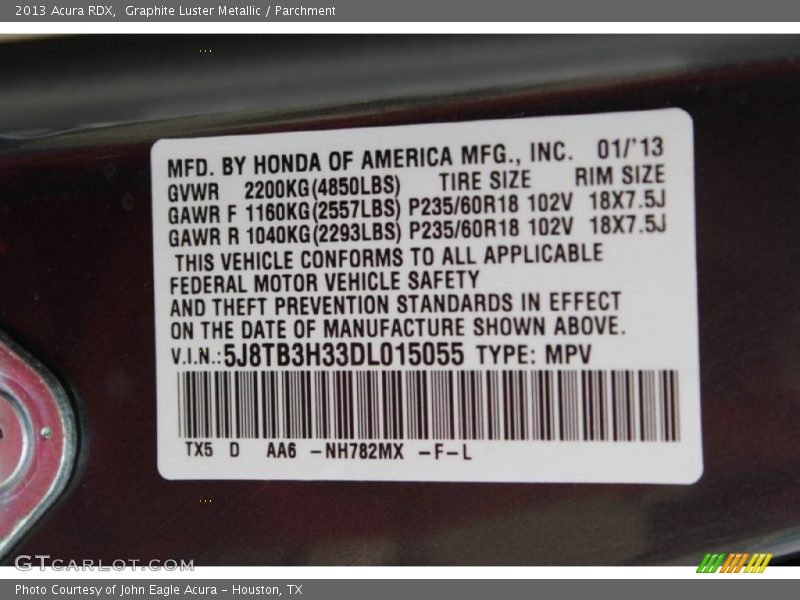 2013 Acura RDX,  Graphite Luster Metallic / Parchment
MFD. BY HONDA OF AMERICA MFG., INC. 01/'13
GVWR 2200KG(4850LBS) TIRE SIZE RIM SIZE
GAWR F 1160KG(2557LBS) P235/60R18 102V 18X7.5J
GAWR R 1040KG(2293LBS) P235/60R18 102V 18X7.5J
THIS VEHICLE CONFORMS TO ALL APPLICABLE
FEDERAL MOTOR VEHICLE SAFETY
AND THEFT PREVENTION STANDARDS IN EFFECT
ON THE DATE OF MANUFACTURE SHOWN ABOVE.
V.I.N.:5J8TB3H33DL015055 TYPE: MPV
TX5 D AA6 -NH782MX -F-L
GTCARLOT.COM
Photo Courtesy of John Eagle Acura - Houston, TX